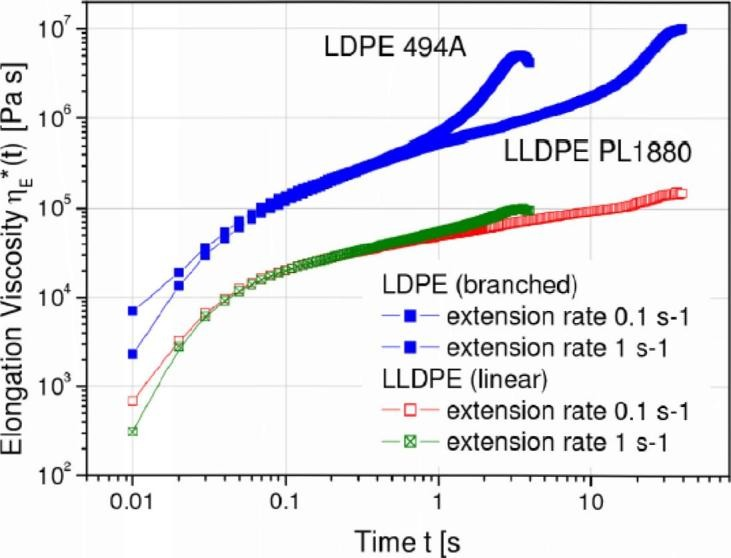 10⁷
10⁶
10⁵
10⁴
10³
10²
Elongation Viscosity ηE*(t) [Pa s]
LDPE 494A
LLDPE PL1880
LDPE (branched)
extension rate 0.1 s-1
extension rate 1 s-1
LLDPE (linear)
extension rate 0.1 s-1
extension rate 1 s-1
0.01 0.1 1 10
Time t [s